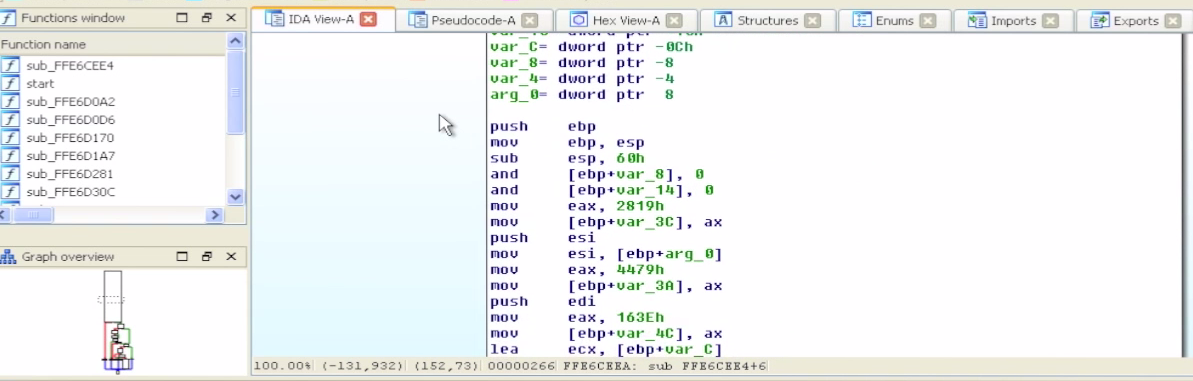 Functions window
IDA View-A
Pseudocode-A
Hex View-A
Structures
Enums
Imports
Exports
Function name
sub_FFE6CEE4
start
sub_FFE6D0A2
sub_FFE6D0D6
sub_FFE6D170
sub_FFE6D1A7
sub_FFE6D281
sub_FFE6D30C
Graph overview
var_C= dword ptr -0Ch
var_8= dword ptr -8
var_4= dword ptr -4
arg_0= dword ptr  8
push    ebp
mov     ebp, esp
sub     esp, 60h
and     [ebp+var_8], 0
and     [ebp+var_14], 0
mov     eax, 2819h
mov     [ebp+var_3C], ax
push    esi
mov     esi, [ebp+arg_0]
mov     eax, 4479h
mov     [ebp+var_3A], ax
push    edi
mov     eax, 163Eh
mov     [ebp+var_4C], ax
lea     ecx, [ebp+var_C]
100.00% (-131,932) (152,73) 00000266 FFE6CEEA: sub_FFE6CEE4+6